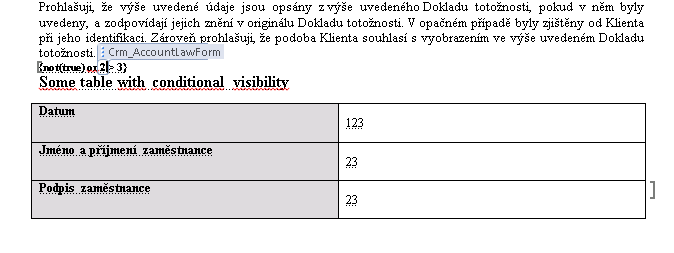 Prohlašuji, že výše uvedené údaje jsou opsány z výše uvedeného Dokladu totožnosti, pokud v něm byly
uvedeny, a zodpovídají jejich znění v originálu Dokladu totožnosti. V opačném případě byly zjištěny od Klienta
při jeho identifikaci. Zároveň prohlašuji, že podoba Klienta souhlasí s vyobrazením ve výše uvedeném Dokladu
totožnosti.
Crm_AccountLawForm
{not(true) or 2 > 3}
Some table with conditional visibility
Datum
123
Jméno a příjmení zaměstnance
23
Podpis zaměstnance
23